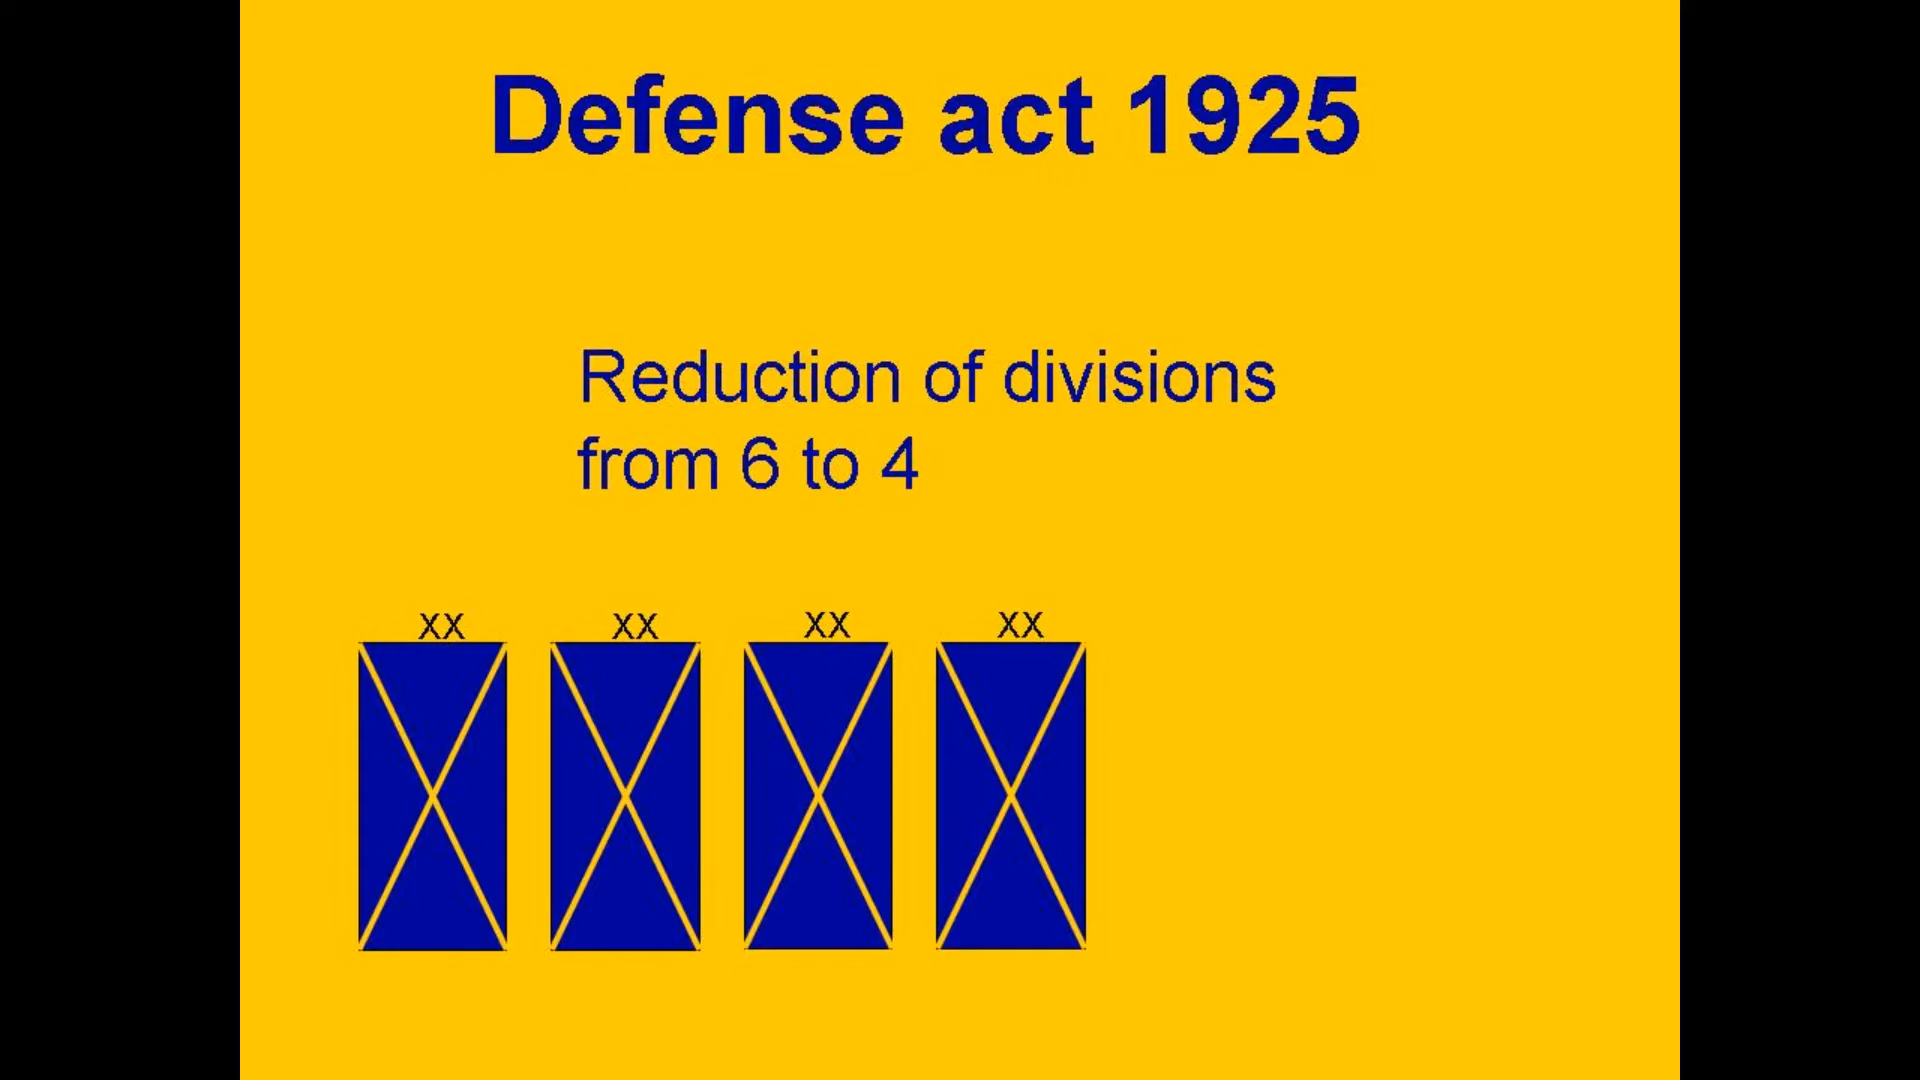 Defense act 1925
Reduction of divisions
from 6 to 4
XX XX XX XX